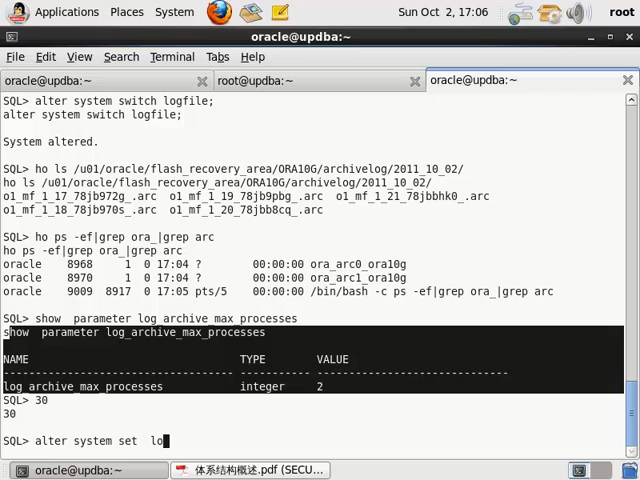 Applications Places System Sun Oct 2, 17:06 root
oracle@updba:~
File Edit View Search Terminal Tabs Help
oracle@updba:~ root@updba:~ oracle@updba:~
SQL> alter system switch logfile;
alter system switch logfile;
System altered.
SQL> ho ls /u01/oracle/flash_recovery_area/ORA10G/archivelog/2011_10_02/
ho ls /u01/oracle/flash_recovery_area/ORA10G/archivelog/2011_10_02/
o1_mf_1_17_78jb972g_.arc o1_mf_1_19_78jb9pbg_.arc o1_mf_1_21_78jbbhk0_.arc
o1_mf_1_18_78jb970s_.arc o1_mf_1_20_78jbb8cq_.arc
SQL> ho ps -ef|grep ora_|grep arc
ho ps -ef|grep ora_|grep arc
oracle 8968 1 0 17:04 ? 00:00:00 ora_arc0_ora10g
oracle 8970 1 0 17:04 ? 00:00:00 ora_arc1_ora10g
oracle 9009 8917 0 17:05 pts/5 00:00:00 /bin/bash -c ps -ef|grep ora_|grep arc
SQL> show parameter log_archive_max_processes
show parameter log_archive_max_processes
NAME TYPE VALUE
------------------------------------ ----------- ------------------------------
log_archive_max_processes integer 2
SQL> 30
30
SQL> alter system set lo
oracle@updba:~ 体系结构概述.pdf (SECU...